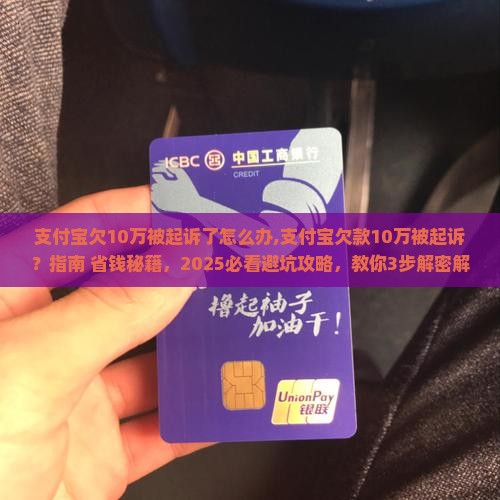 ICBC 中国工商银行
CREDIT
支付宝欠10万被起诉了怎么办,支付宝欠款10万被起诉
？指南 省钱秘籍，2025必看避坑攻略，教你3步解密解
撸起袖子
加油干！
UnionPay
银联